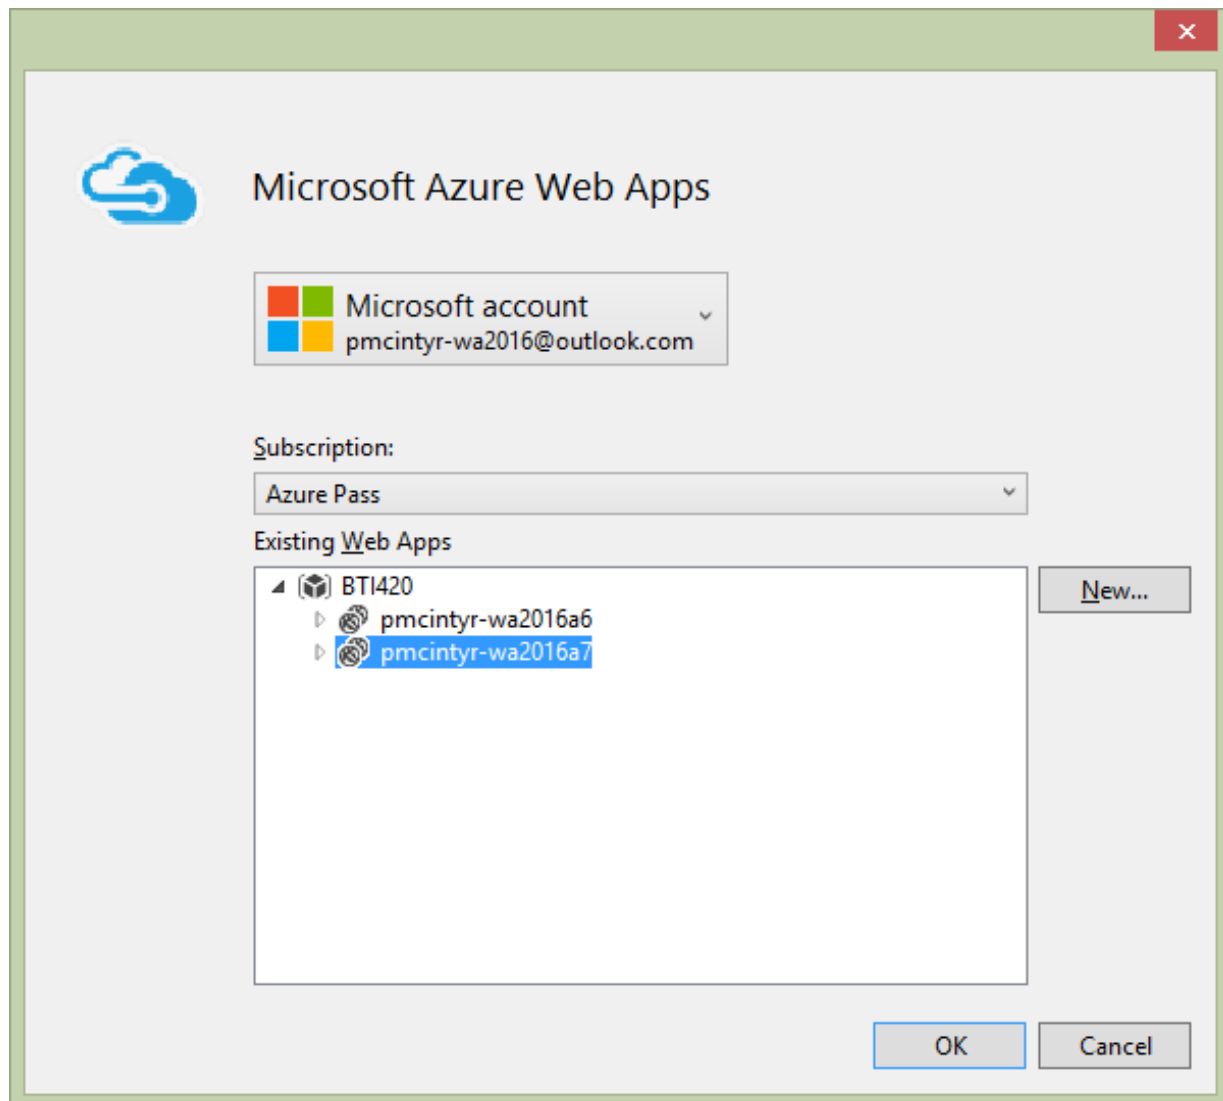 Microsoft Azure Web Apps
Microsoft account
pmcintyr-wa2016@outlook.com
Subscription:
Azure Pass
Existing Web Apps
BTI420
New...
pmcintyr-wa2016a6
pmcintyr-wa2016a7
OK
Cancel